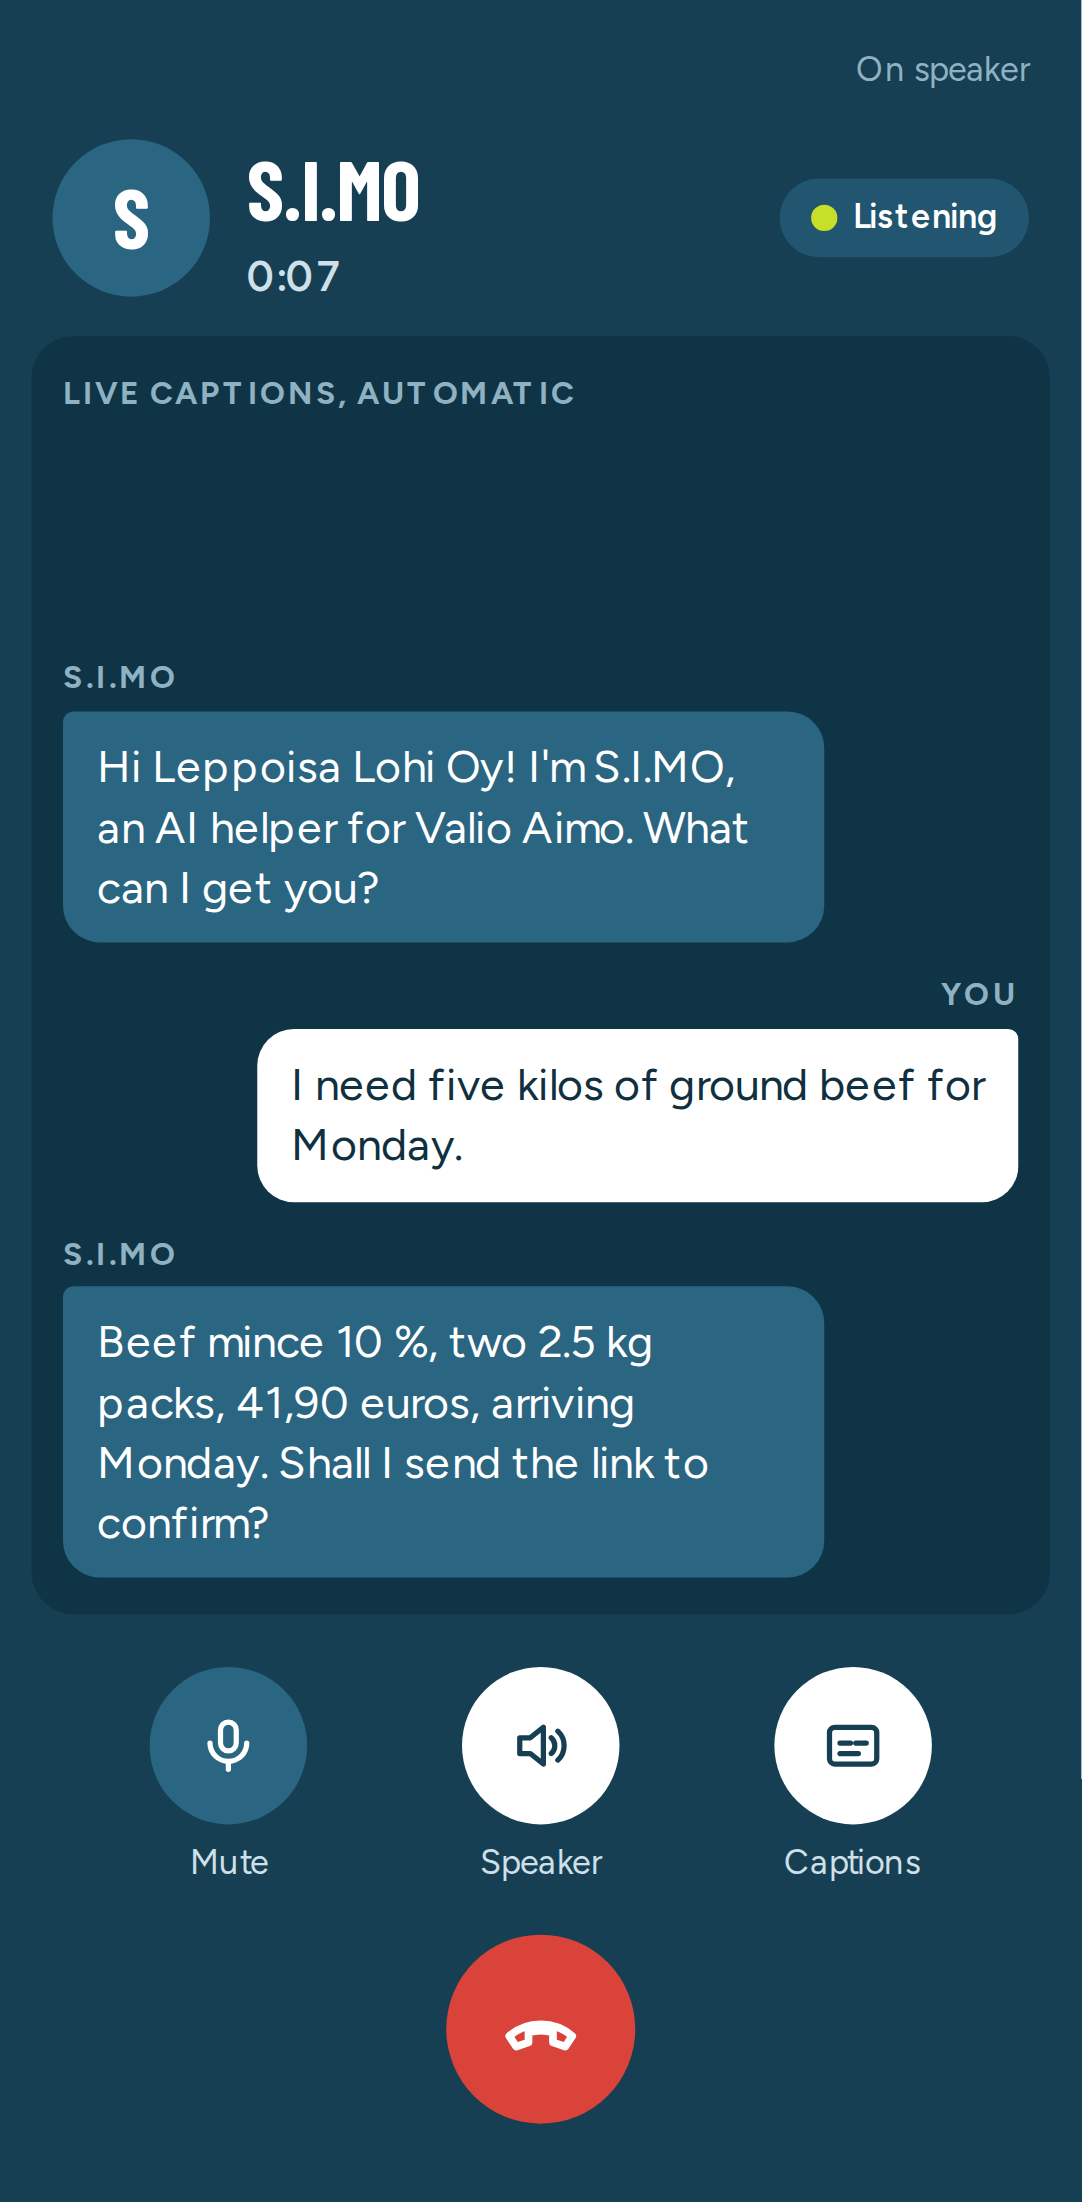 On speaker
S
S.I.MO
0:07
Listening
LIVE CAPTIONS, AUTOMATIC
S.I.MO
Hi Leppoisa Lohi Oy! I'm S.I.MO,
an AI helper for Valio Aimo. What
can I get you?
YOU
I need five kilos of ground beef for
Monday.
S.I.MO
Beef mince 10 %, two 2.5 kg
packs, 41,90 euros, arriving
Monday. Shall I send the link to
confirm?
Mute
Speaker
Captions